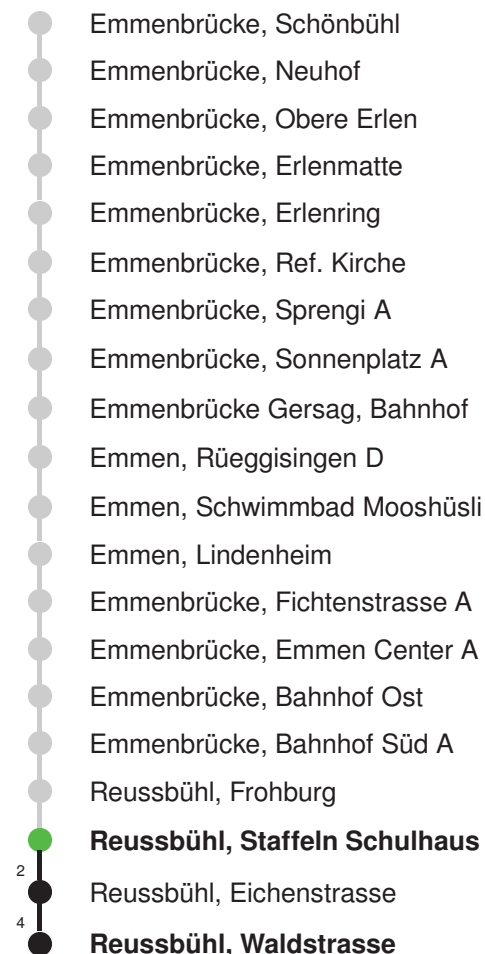 Emmenbrücke, Schönbühl
Emmenbrücke, Neuhof
Emmenbrücke, Obere Erlen
Emmenbrücke, Erlenmatte
Emmenbrücke, Erlenring
Emmenbrücke, Ref. Kirche
Emmenbrücke, Sprengi A
Emmenbrücke, Sonnenplatz A
Emmenbrücke Gersag, Bahnhof
Emmen, Rüeggisingen D
Emmen, Schwimmbad Mooshüsli
Emmen, Lindenheim
Emmenbrücke, Fichtenstrasse A
Emmenbrücke, Emmen Center A
Emmenbrücke, Bahnhof Ost
Emmenbrücke, Bahnhof Süd A
Reussbühl, Frohburg
Reussbühl, Staffeln Schulhaus
2
Reussbühl, Eichenstrasse
4
Reussbühl, Waldstrasse